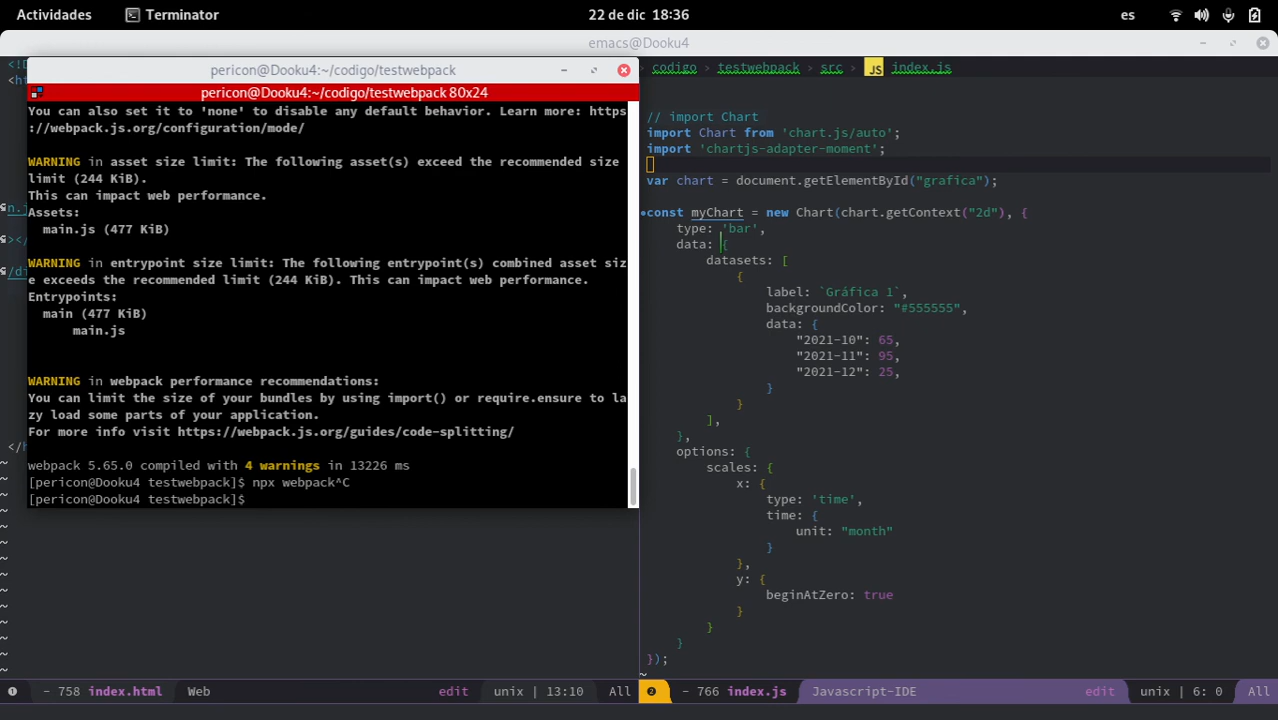 Actividades
Terminator
22 de dic 18:36
es
emacs@Dooku4
<!
<h
n.j
></
/di
</h
pericon@Dooku4:~/codigo/testwebpack
pericon@Dooku4:~/codigo/testwebpack 80x24
You can also set it to 'none' to disable any default behavior. Learn more: https
://webpack.js.org/configuration/mode/
WARNING in asset size limit: The following asset(s) exceed the recommended size
limit (244 KiB).
This can impact web performance.
Assets:
main.js (477 KiB)
WARNING in entrypoint size limit: The following entrypoint(s) combined asset siz
e exceeds the recommended limit (244 KiB). This can impact web performance.
Entrypoints:
main (477 KiB)
main.js
WARNING in webpack performance recommendations:
You can limit the size of your bundles by using import() or require.ensure to la
zy load some parts of your application.
For more info visit https://webpack.js.org/guides/code-splitting/
webpack 5.65.0 compiled with 4 warnings in 13226 ms
[pericon@Dooku4 testwebpack]$ npx webpack^C
[pericon@Dooku4 testwebpack]$
codigo > testwebpack > src > JS index.js
// import Chart
import Chart from 'chart.js/auto';
import 'chartjs-adapter-moment';
var chart = document.getElementById("grafica");
const myChart = new Chart(chart.getContext("2d"), {
type: 'bar',
data: {
datasets: [
{
label: `Gráfica 1`,
backgroundColor: "#555555",
data: {
"2021-10": 65,
"2021-11": 95,
"2021-12": 25,
}
}
],
},
options: {
scales: {
x: {
type: 'time',
time: {
unit: "month"
}
},
y: {
beginAtZero: true
}
}
}
});
~
1 - 758 index.html Web edit unix | 13:10 All
2 - 766 index.js Javascript-IDE edit unix | 6: 0 All